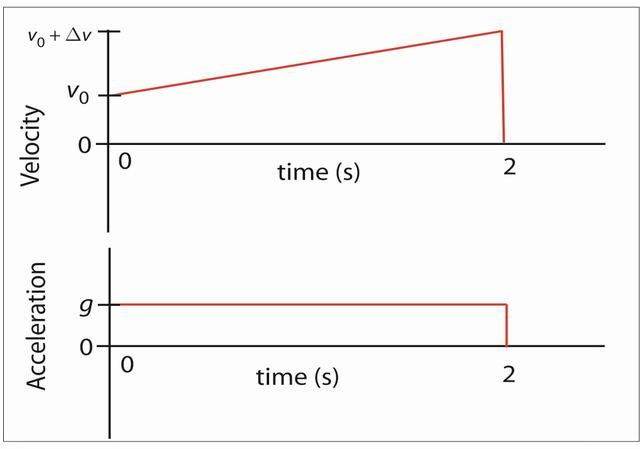 v₀ + Δv
v₀
0
Velocity
0
time (s)
2
Acceleration
g
0
0
time (s)
2